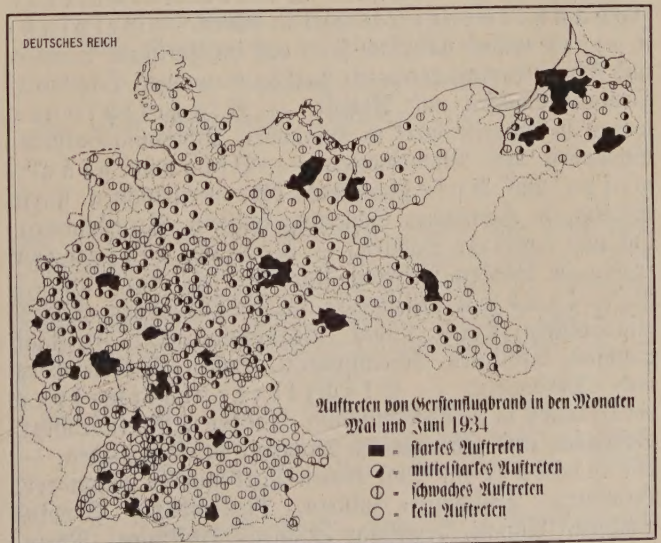 DEUTSCHES REICH
Auftreten von Gerstenflugbrand in den Monaten
Mai und Juni 1934
= starkes Auftreten
= mittelstarkes Auftreten
= schwaches Auftreten
= kein Auftreten